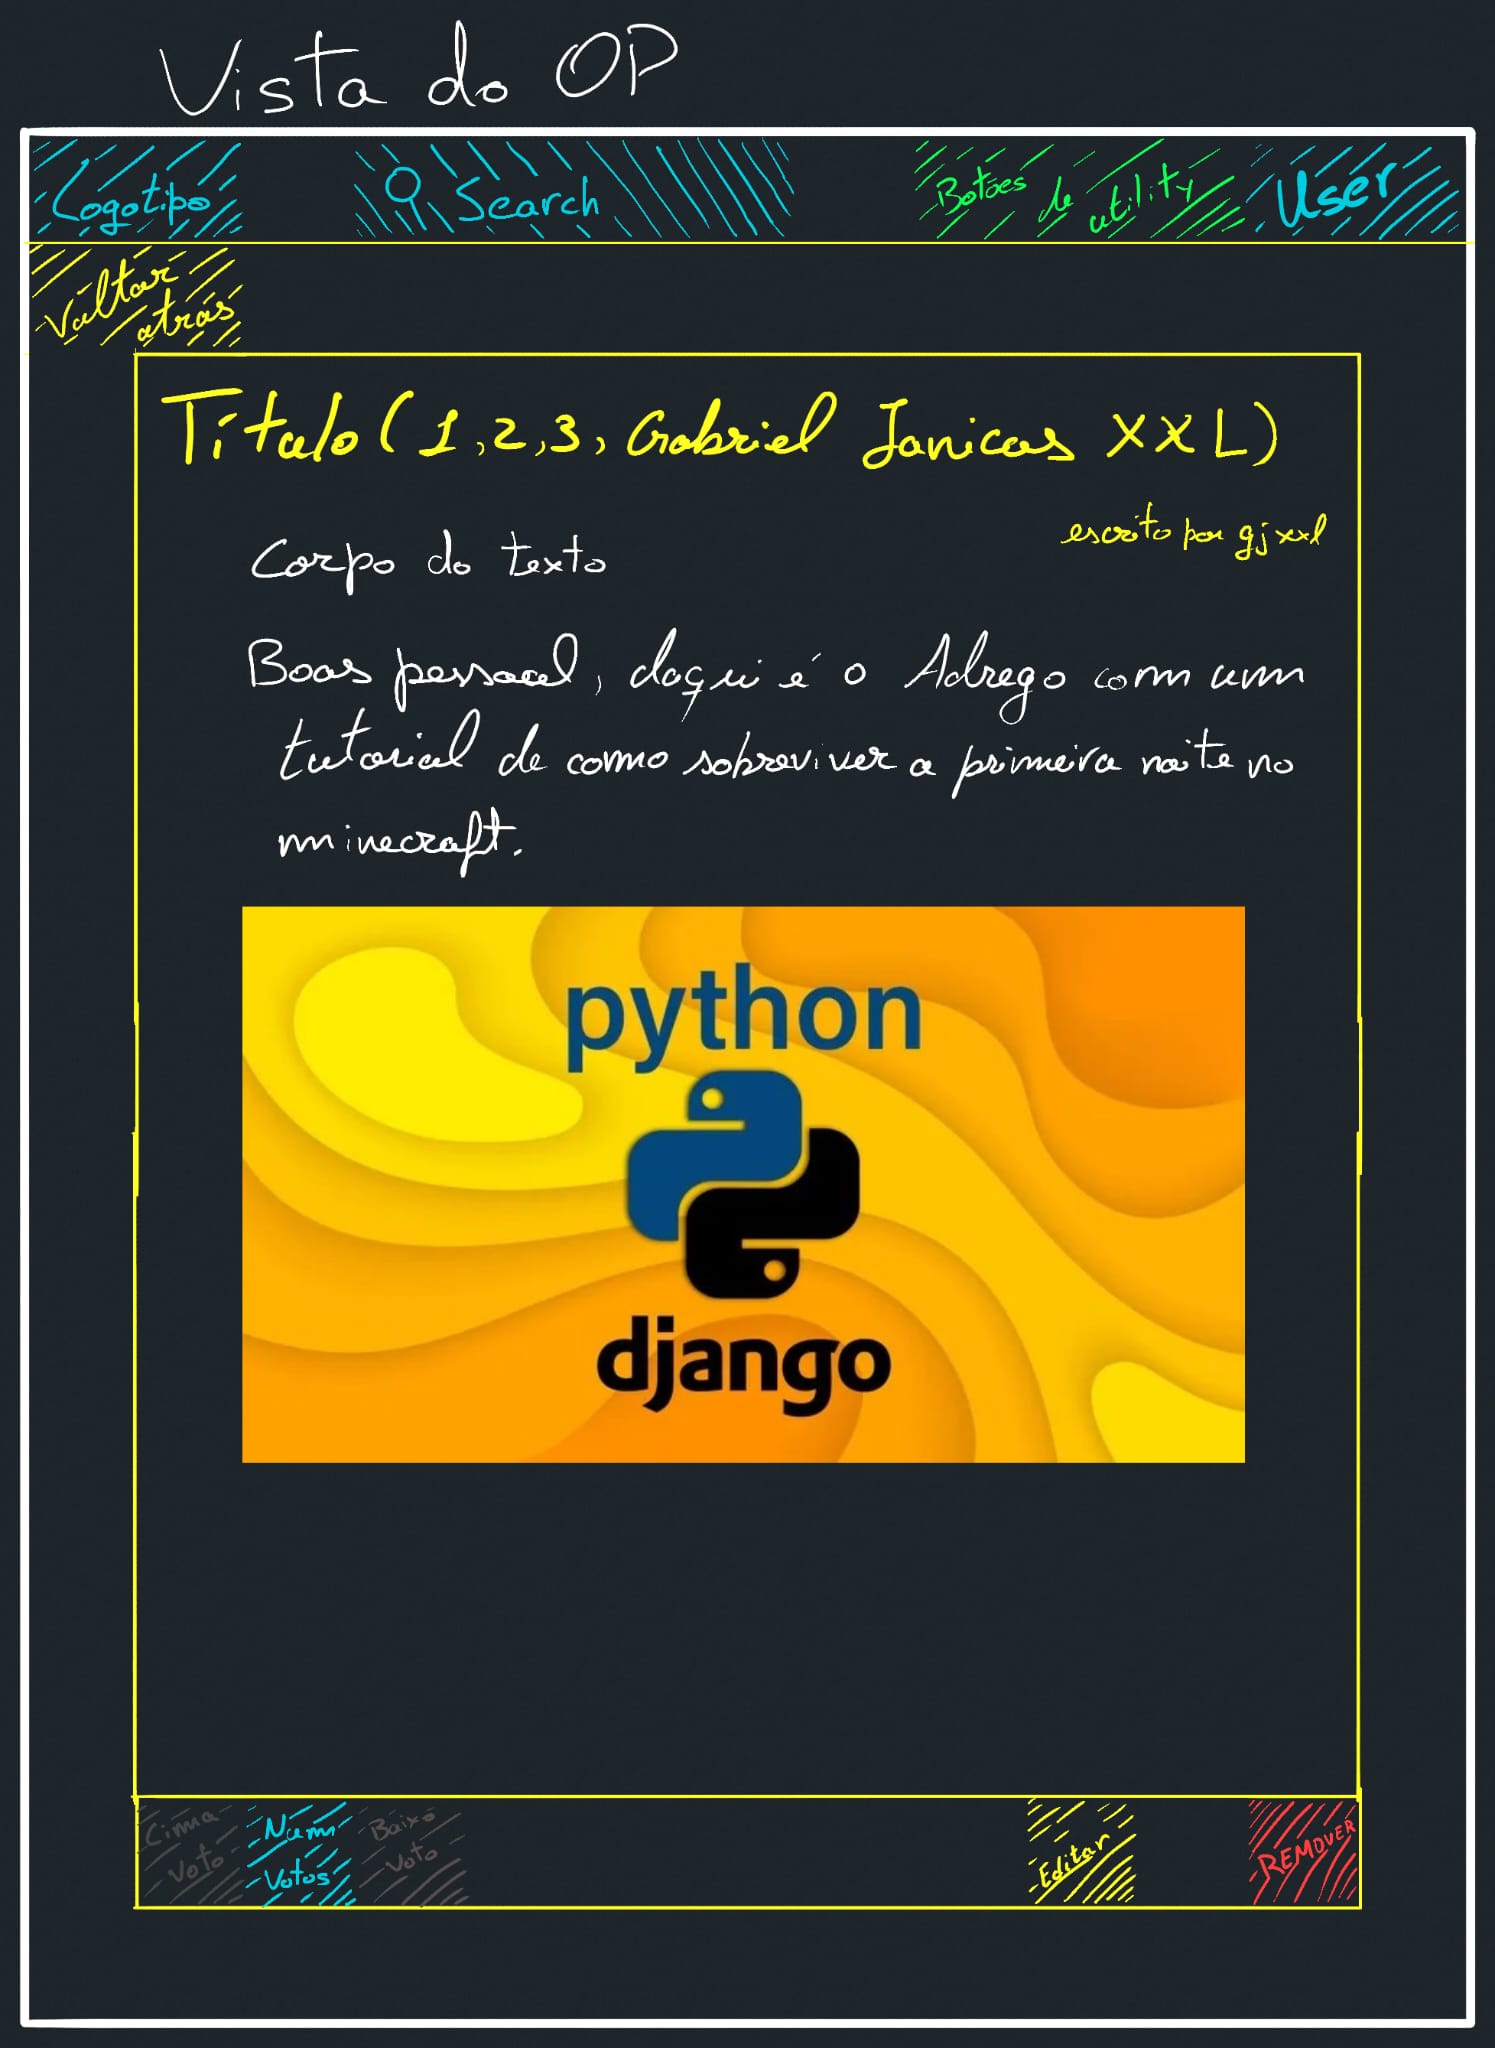 Vista do OP
Logotipo
Search
Botões de utility
User
Voltar
atrás
Título (1,2,3, Gabriel Janicas XXL)
escrito por gjxxl
Corpo do texto
Boas pessoal, daqui é o Adrego com um
tutorial de como sobreviver a primeira noite no
minecraft.
python
django
Cima
Voto
Num
Votos
Baixo
Voto
Editar
REMOVER